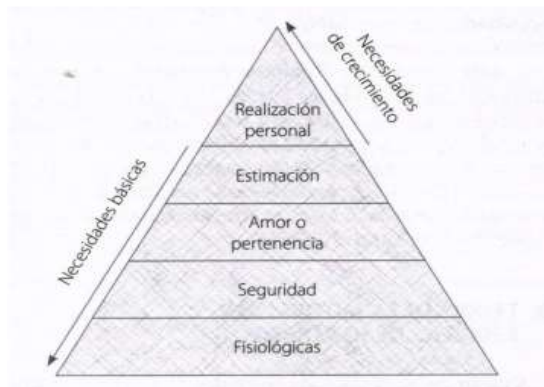 Necesidades
de crecimiento
Necesidades básicas
Realización
personal
Estimación
Amor o
pertenencia
Seguridad
Fisiológicas